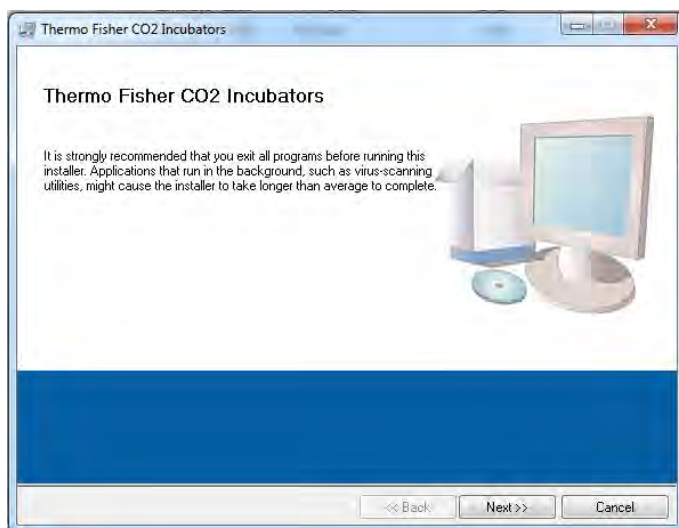 Thermo Fisher CO2 Incubators
Thermo Fisher CO2 Incubators
It is strongly recommended that you exit all programs before running this
installer. Applications that run in the background, such as virus-scanning
utilities, might cause the installer to take longer than average to complete.
<< Back
Next >>
Cancel